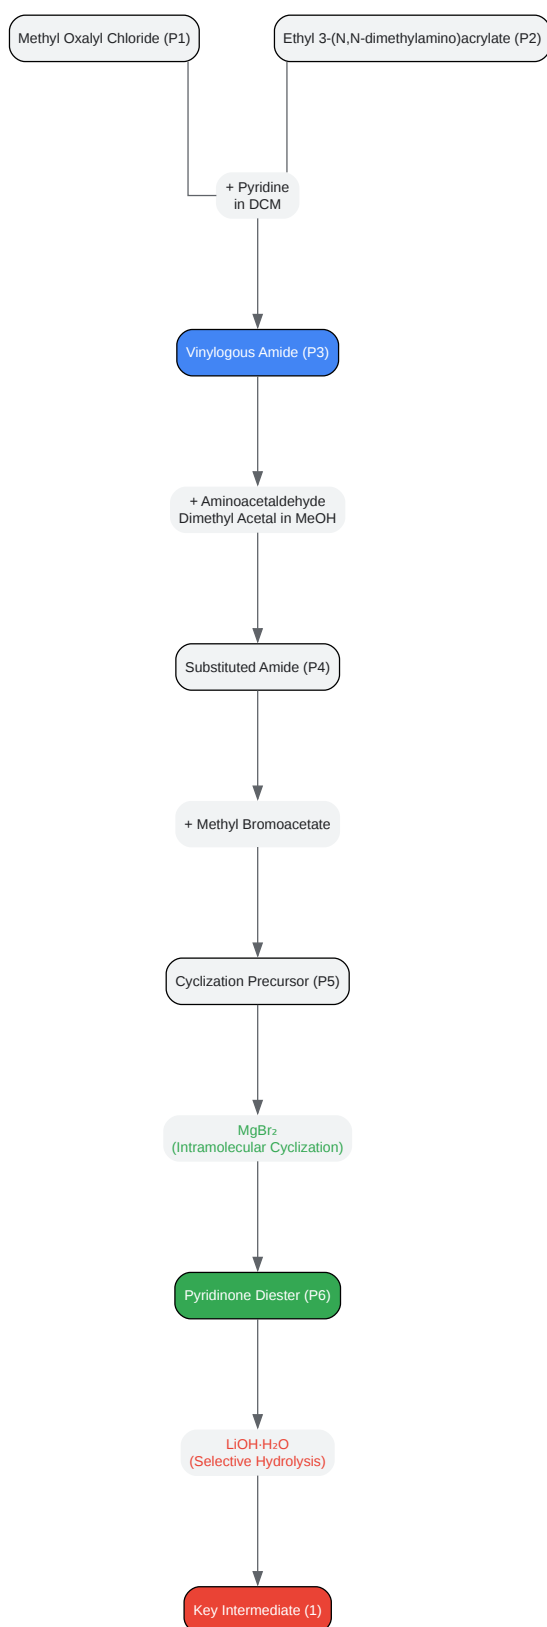 Methyl Oxalyl Chloride (P1)
Ethyl 3-(N,N-dimethylamino)acrylate (P2)
+ Pyridine
in DCM
Vinylogous Amide (P3)
+ Aminoacetaldehyde
Dimethyl Acetal in MeOH
Substituted Amide (P4)
+ Methyl Bromoacetate
Cyclization Precursor (P5)
MgBr₂
(Intramolecular Cyclization)
Pyridinone Diester (P6)
LiOH·H₂O
(Selective Hydrolysis)
Key Intermediate (1)